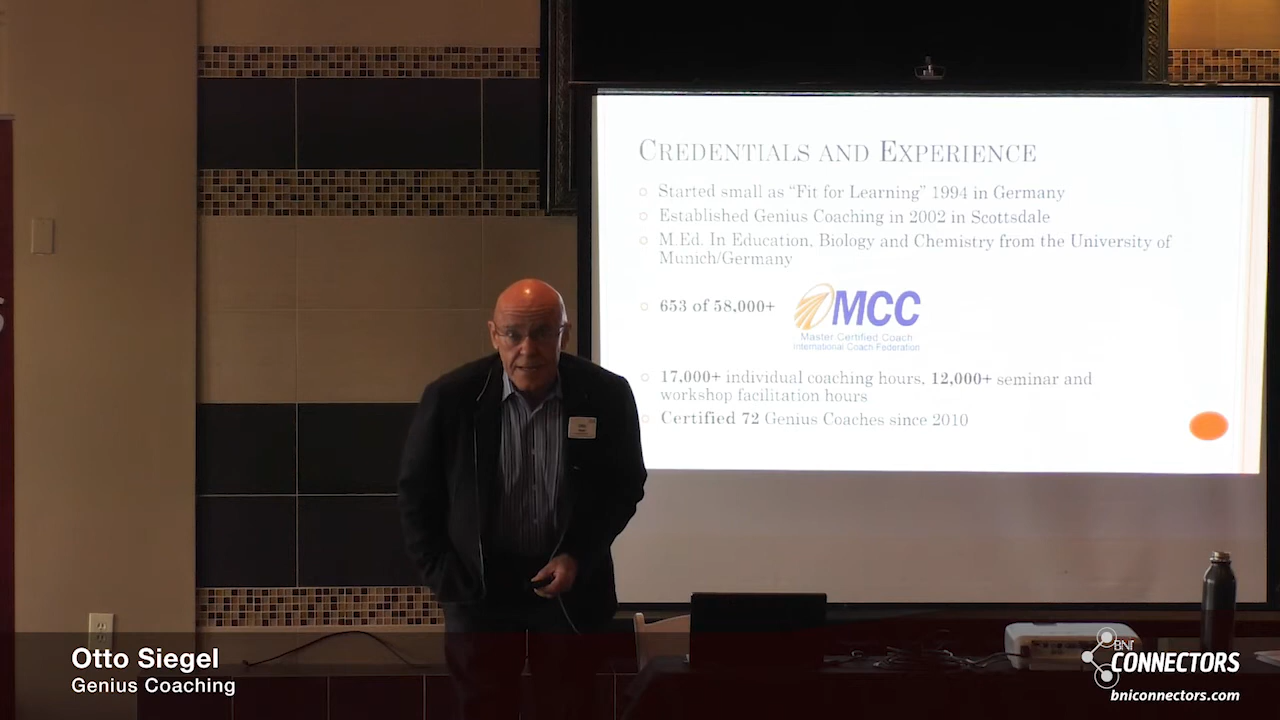 CREDENTIALS AND EXPERIENCE
Started small as “Fit for Learning” 1994 in Germany
Established Genius Coaching in 2002 in Scottsdale
M.Ed. In Education, Biology and Chemistry from the University of
Munich/Germany
653 of 58,000+
MCC
Master Certified Coach
International Coach Federation
17,000+ individual coaching hours, 12,000+ seminar and
workshop facilitation hours
Certified 72 Genius Coaches since 2010
Otto Siegel
Genius Coaching
BNI
CONNECTORS
bniconnectors.com